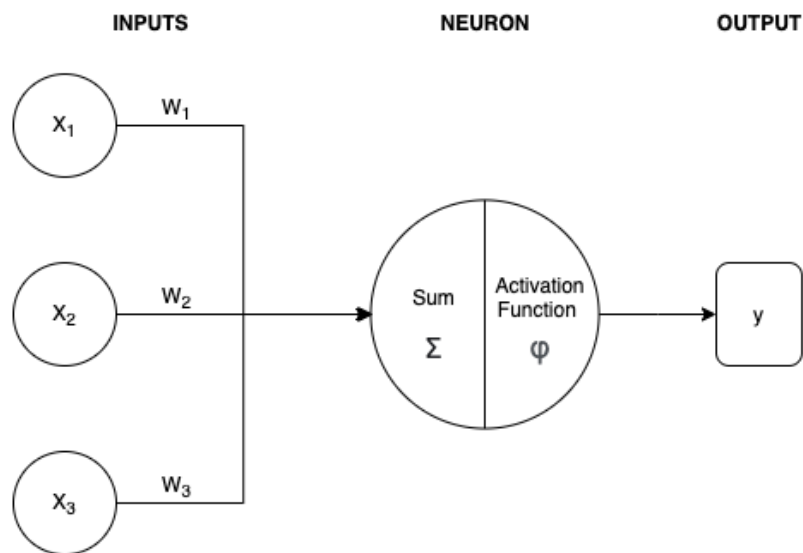 INPUTS
NEURON
OUTPUT
X₁
W₁
X₂
W₂
Sum
Σ
Activation
Function
φ
y
X₃
W₃